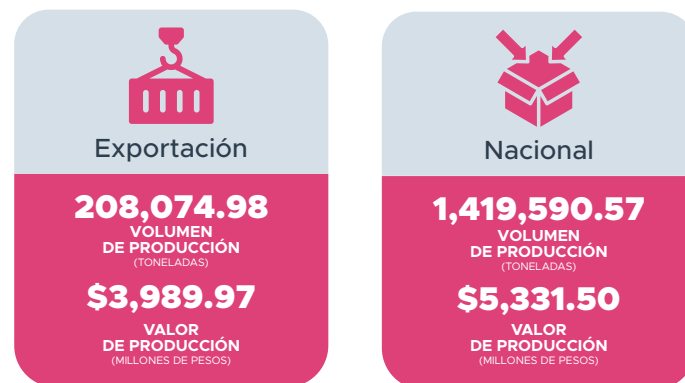 Exportación
208,074.98
VOLUMEN
DE PRODUCCIÓN
(TONELADAS)
$3,989.97
VALOR
DE PRODUCCIÓN
(MILLONES DE PESOS)
Nacional
1,419,590.57
VOLUMEN
DE PRODUCCIÓN
(TONELADAS)
$5,331.50
VALOR
DE PRODUCCIÓN
(MILLONES DE PESOS)